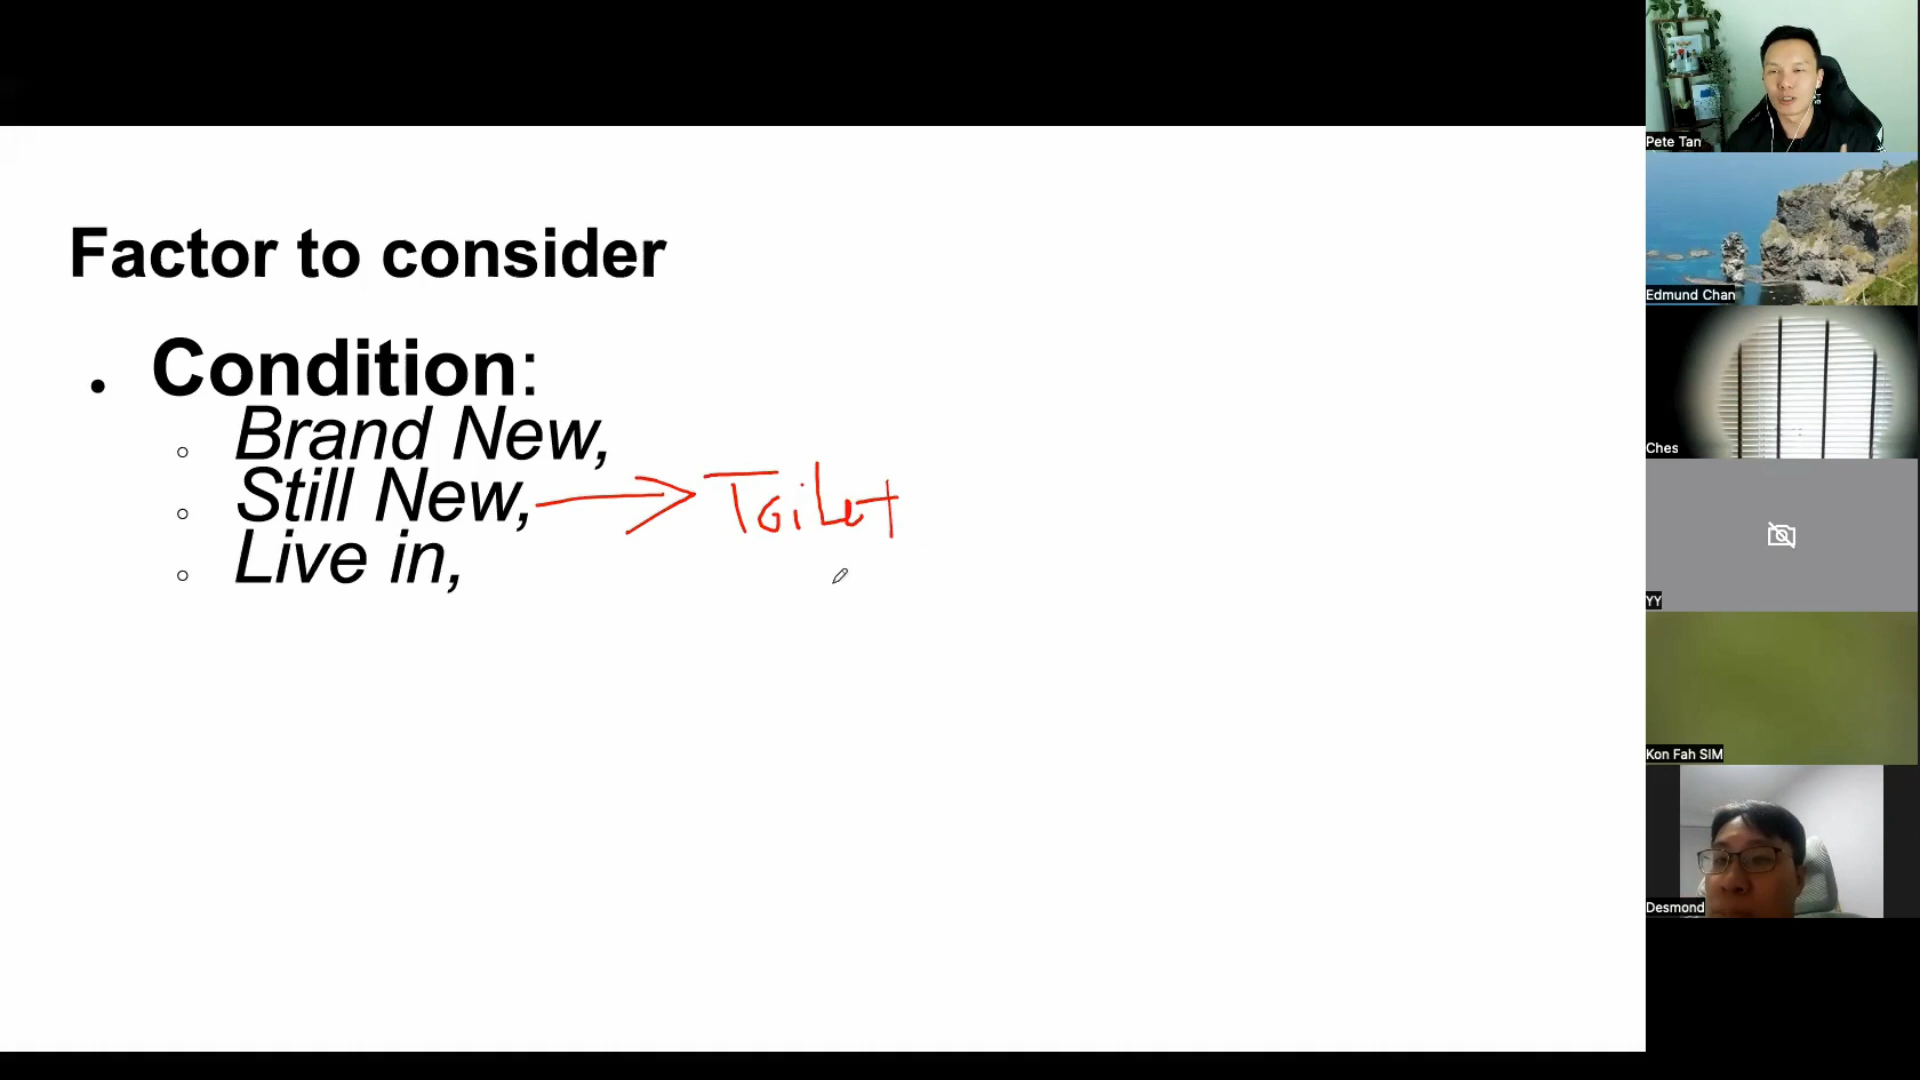 Factor to consider
• Condition:
○ Brand New,
○ Still New, → Toilet
○ Live in,
Pete Tan
Edmund Chan
Ches
YY
Kon Fah SIM
Desmond